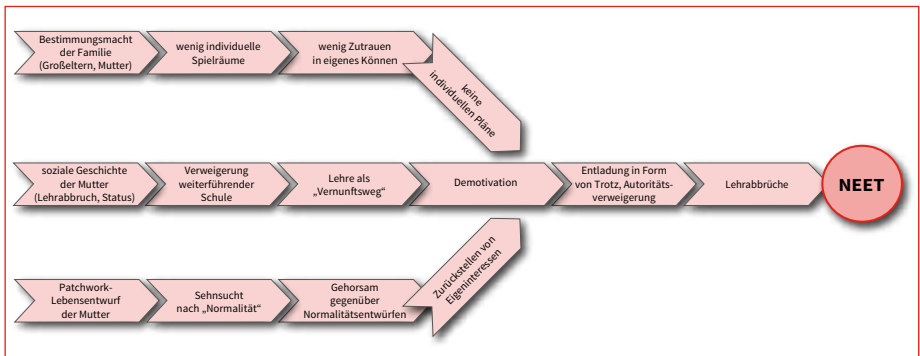 Bestimmungsmacht
der Familie
(Großeltern, Mutter)
wenig individuelle
Spielräume
wenig Zutrauen
in eigenes Können
keine
individuellen Pläne
soziale Geschichte
der Mutter
(Lehrabbruch, Status)
Verweigerung
weiterführender
Schule
Lehre als
„Vernunftsweg“
Demotivation
Entladung in Form
von Trotz, Autoritäts-
verweigerung
Lehrabbrüche
NEET
Patchwork-
Lebensentwurf
der Mutter
Sehnsucht
nach „Normalität“
Gehorsam
gegenüber
Normalitätsentwürfen
Zurückstellen von
Eigeninteressen